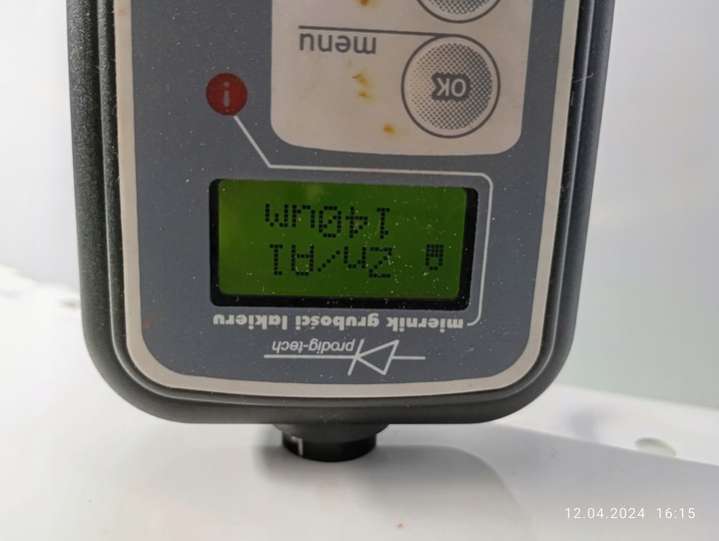 prodig-tech
miernik grubości lakieru
Zn/Al
140um
i
OK
menu
12.04.2024 16:15